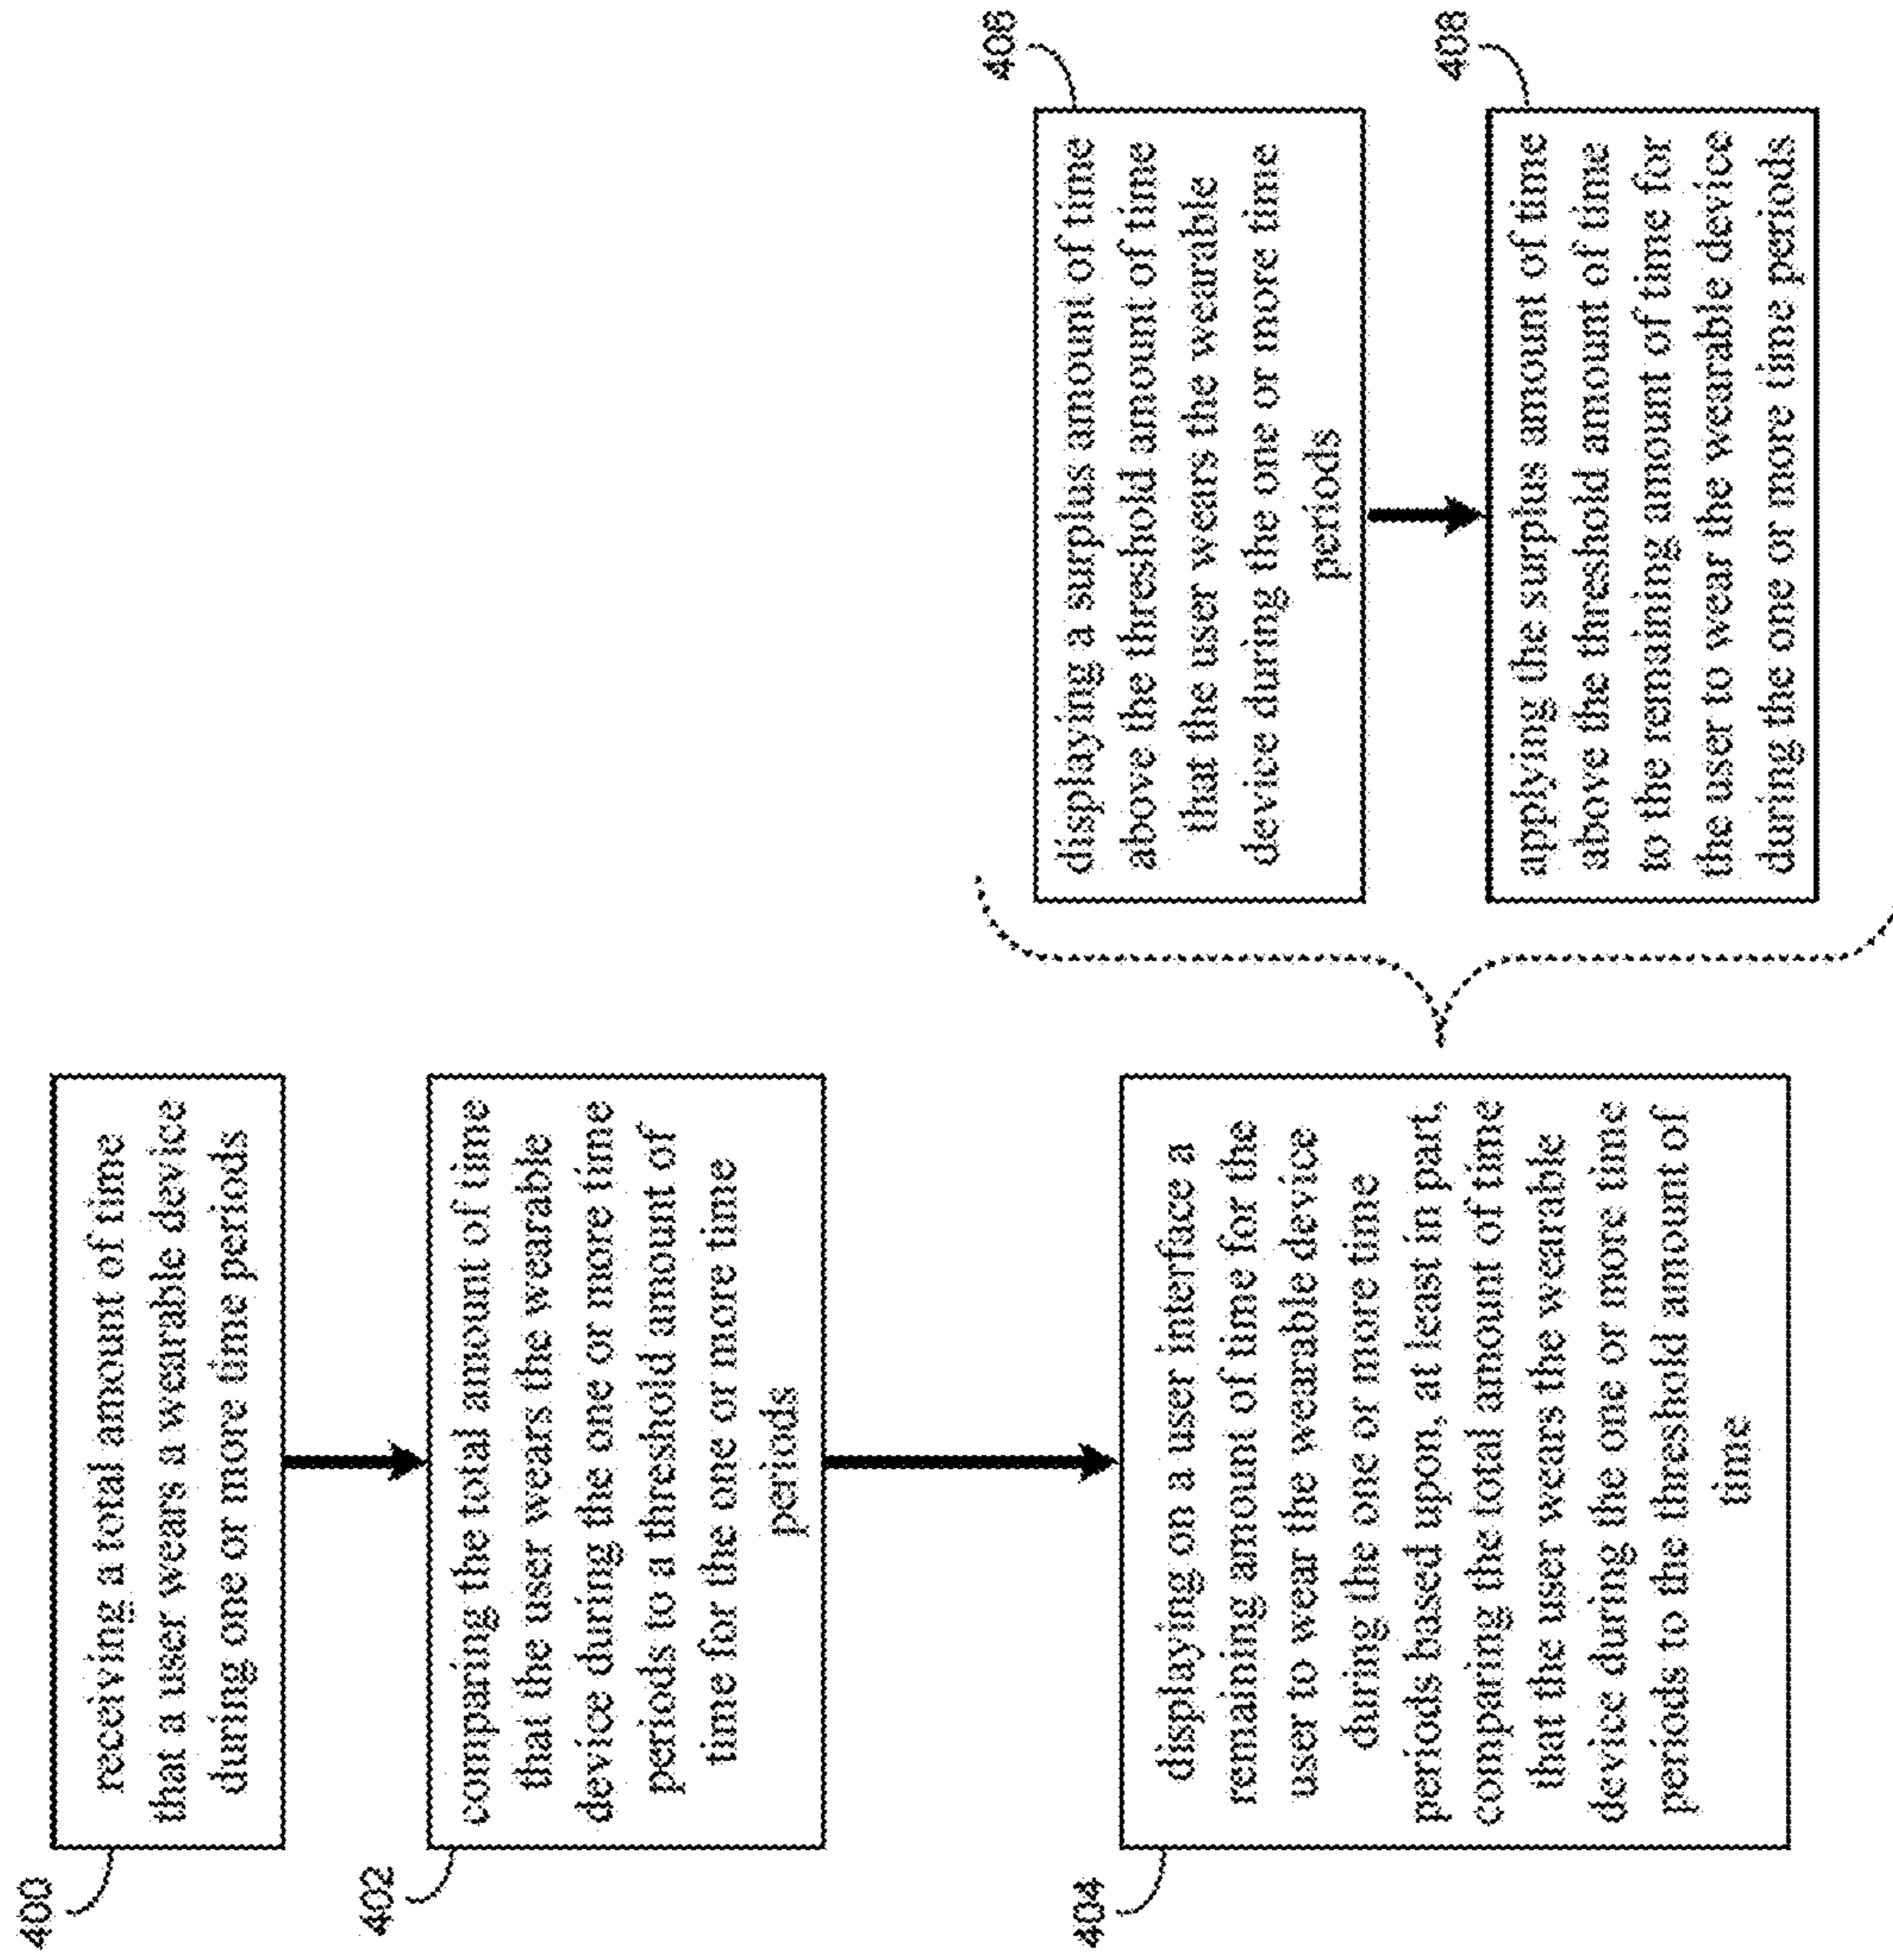 400
receiving a total amount of time
that a user wears a wearable device
during one or more time periods
402
comparing the total amount of time
that the user wears the wearable
device during the one or more time
periods to a threshold amount of
time for the one or more time
periods
404
displaying on a user interface a
remaining amount of time for the
user to wear the wearable device
during the one or more time
periods based upon, at least in part,
comparing the total amount of time
that the user wears the wearable
device during the one or more time
periods to the threshold amount of
time
408
displaying a surplus amount of time
above the threshold amount of time
that the user wears the wearable
device during the one or more time
periods
408
applying the surplus amount of time
above the threshold amount of time
to the remaining amount of time for
the user to wear the wearable device
during the one or more time periods